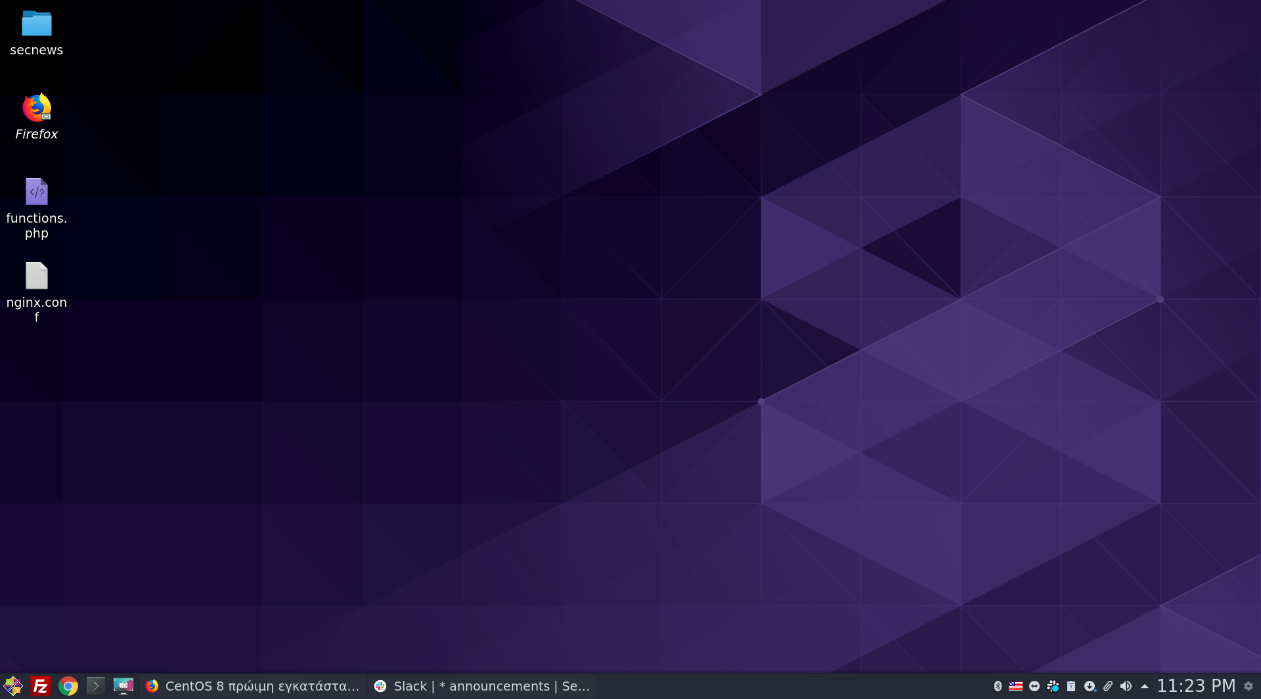 secnews
Firefox
functions.
php
nginx.con
f
CentOS 8 πρώιμη εγκατάστα...
Slack | * announcements | Se...
11:23 PM